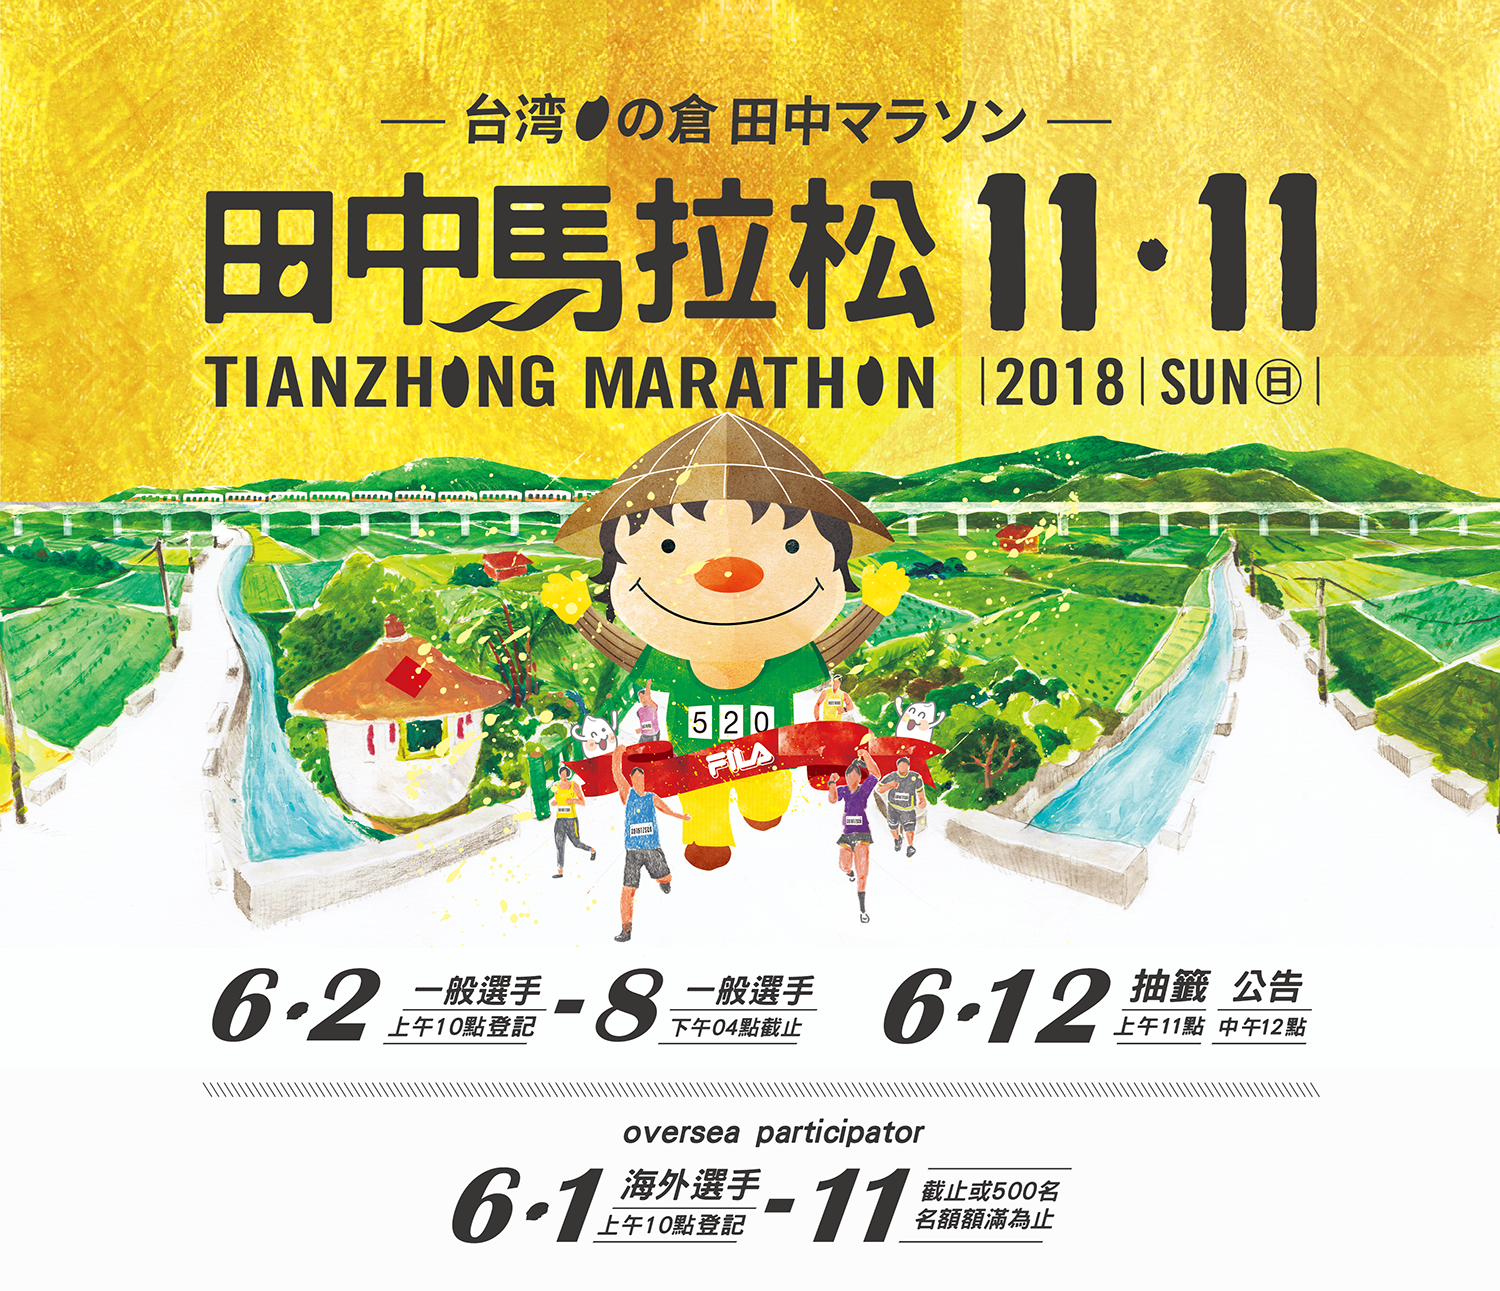 台湾の倉 田中マラソン
田中馬拉松 11·11
TIANZHONG MARATHON |2018|SUN㊐|
520
FILA
6·2 一般選手 上午10點登記 - 8 一般選手 下午04點截止
6·12 抽籤 上午11點 公告 中午12點
oversea participator
6·1 海外選手 上午10點登記 - 11 截止或500名 名額額滿為止